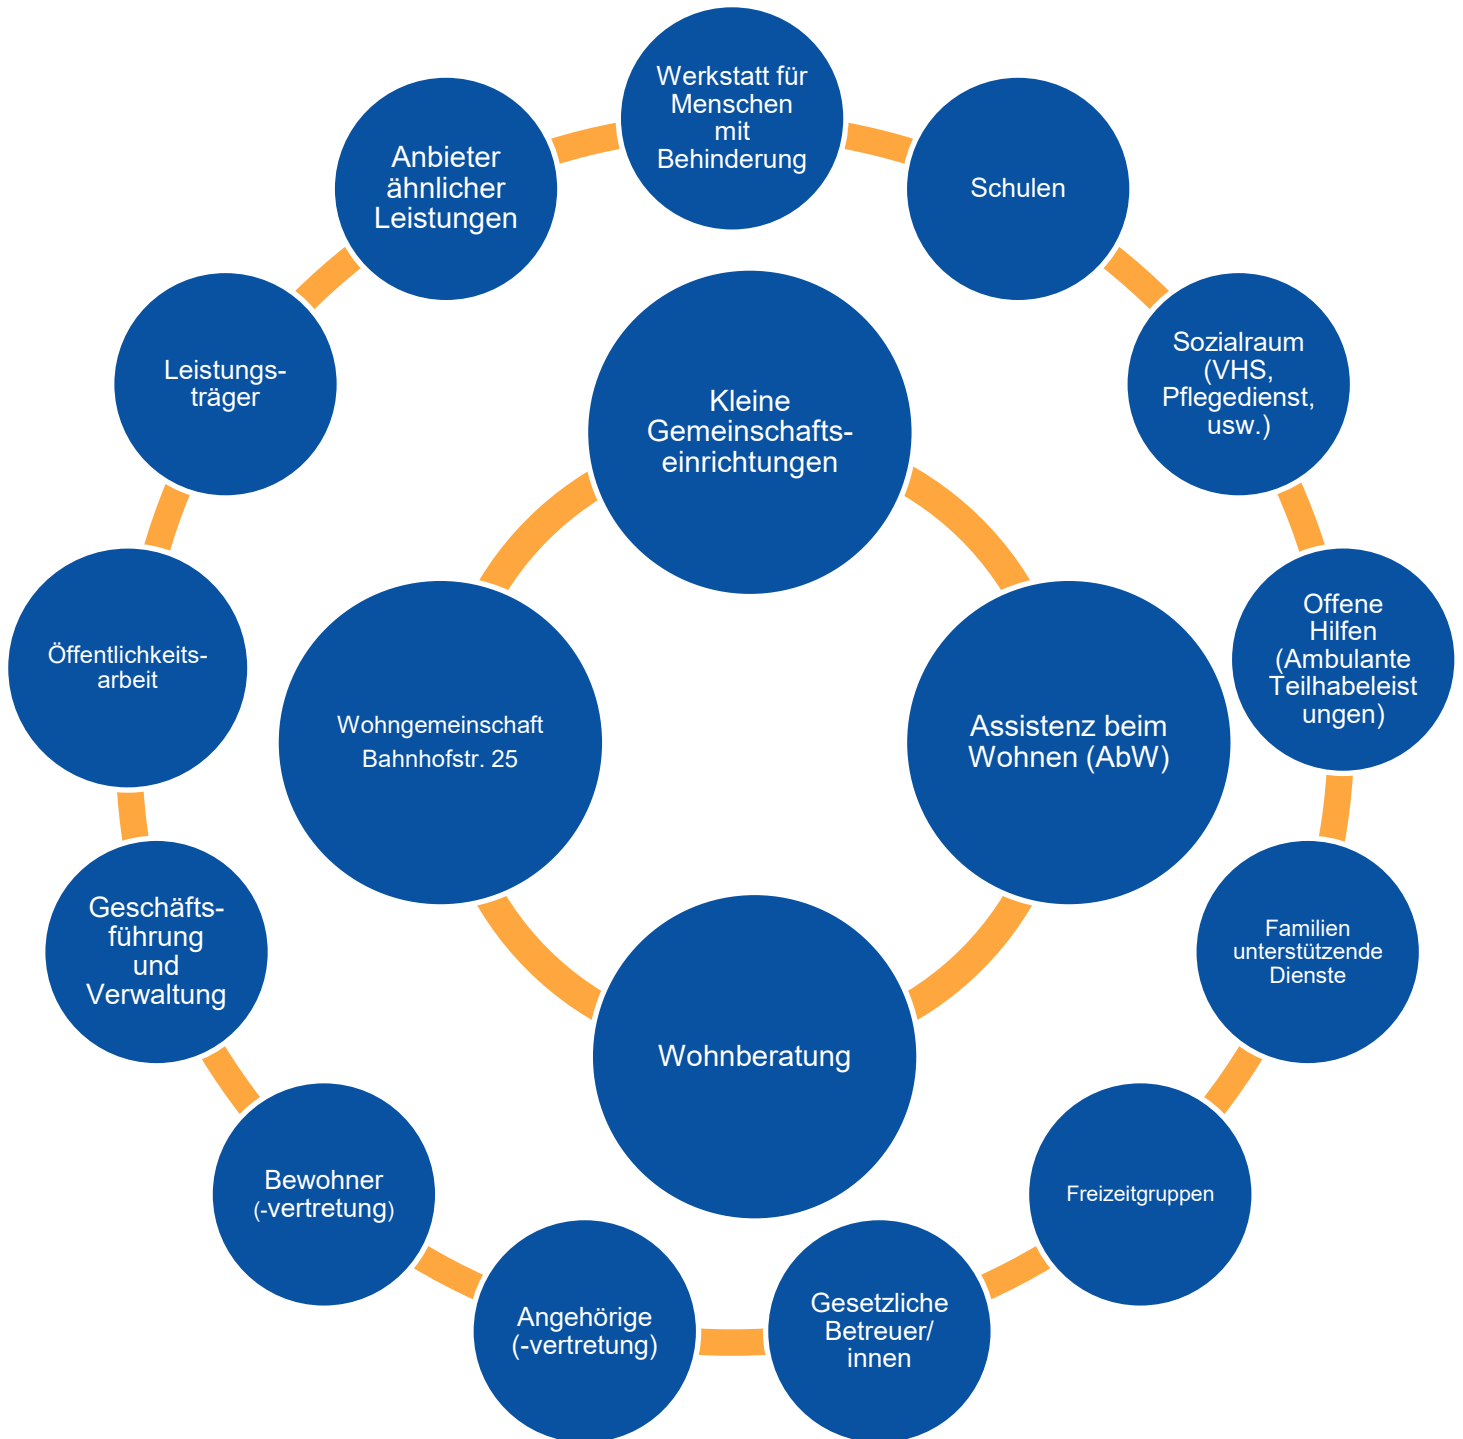 Werkstatt für
Menschen
mit
Behinderung
Schulen
Sozialraum
(VHS,
Pflegedienst,
usw.)
Offene
Hilfen
(Ambulante
Teilhabeleist
ungen)
Familien
unterstützende
Dienste
Freizeitgruppen
Gesetzliche
Betreuer/
innen
Angehörige
(-vertretung)
Bewohner
(-vertretung)
Geschäfts-
führung
und
Verwaltung
Öffentlichkeits-
arbeit
Leistungs-
träger
Anbieter
ähnlicher
Leistungen
Kleine
Gemeinschafts-
einrichtungen
Assistenz beim
Wohnen (AbW)
Wohnberatung
Wohngemeinschaft
Bahnhofstr. 25